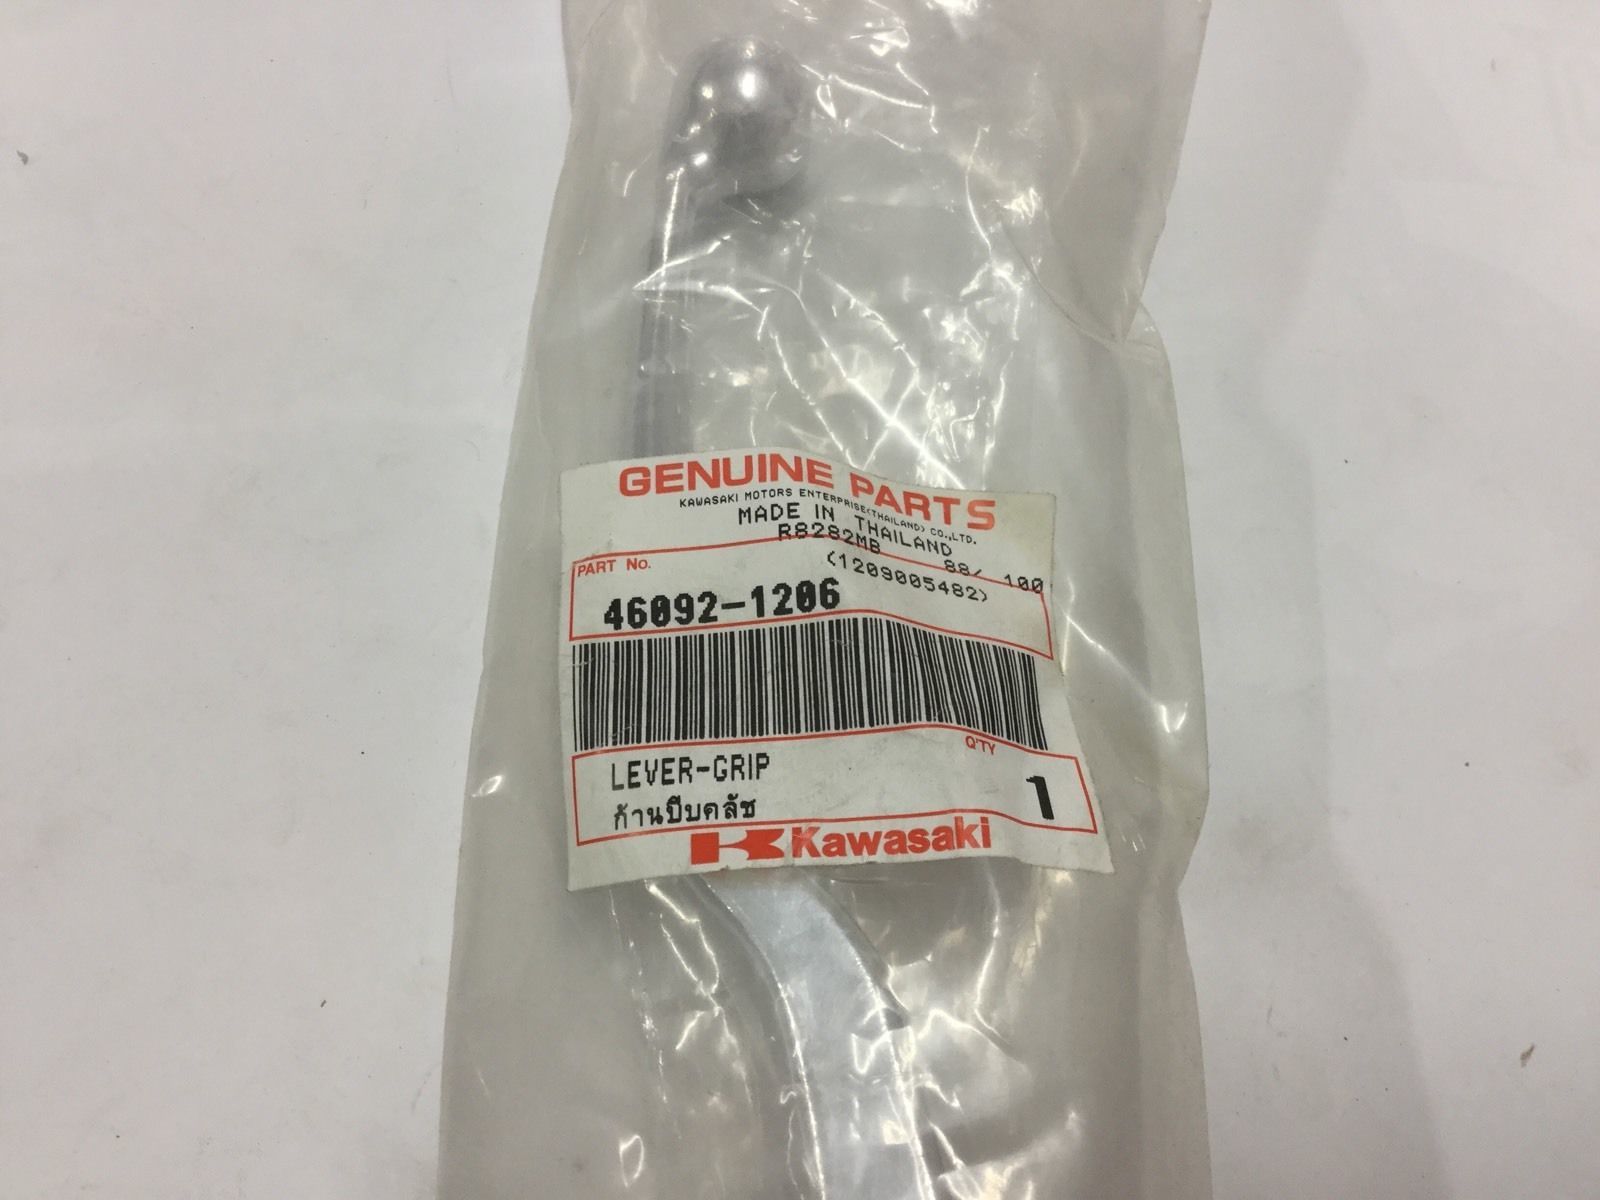 GENUINE PARTS
KAWASAKI MOTORS ENTERPRISE(THAILAND) CO.,LTD.
MADE IN THAILAND
R8282MB 88/ 100
PART No. (1209005482)
46092-1206
Q'TY
LEVER-GRIP 1
ก้านบีบคลัช
Kawasaki